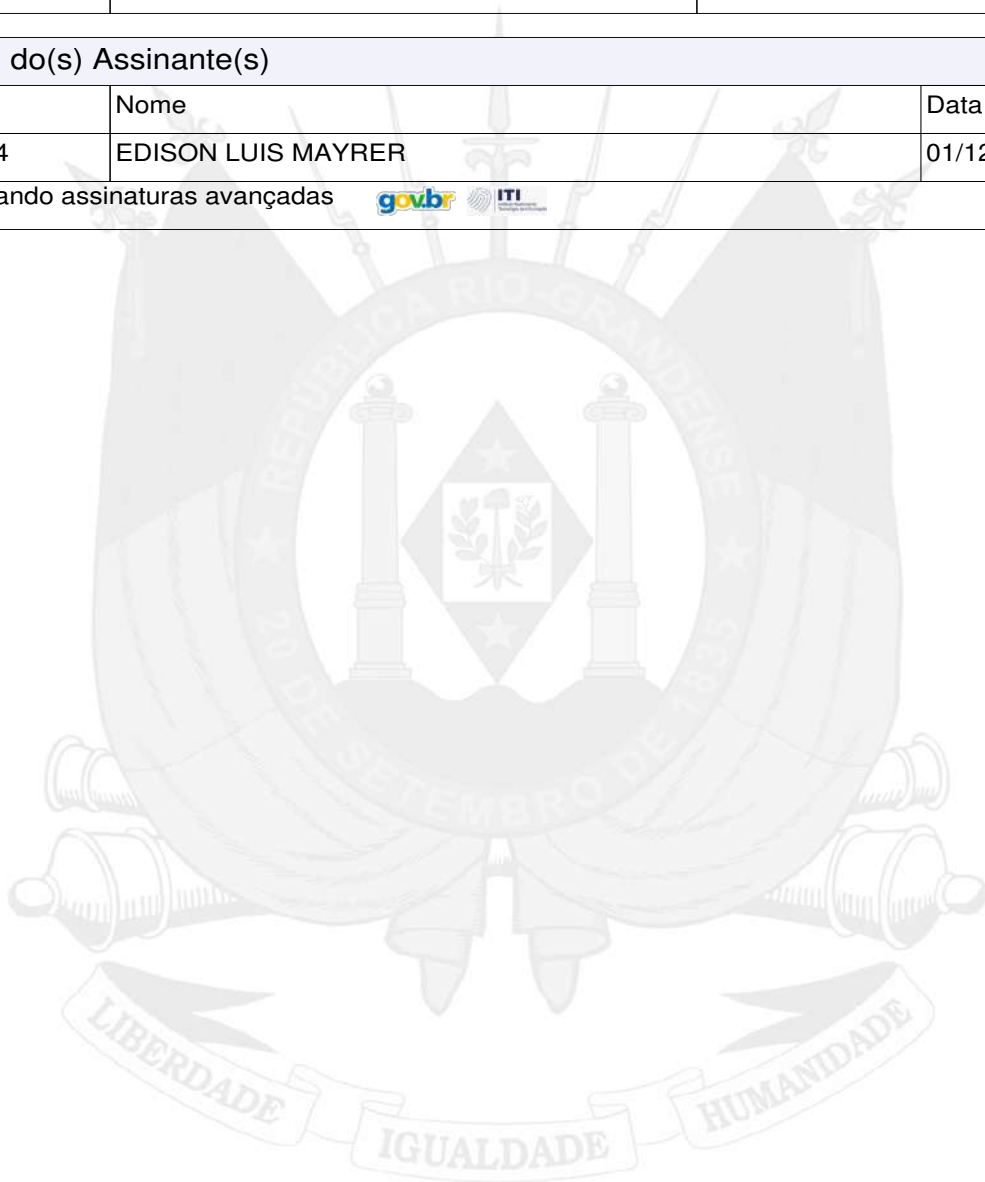 do(s) Assinante(s)
Nome Data
4 EDISON LUIS MAYRER 01/12
ando assinaturas avançadas gov.br ITI
REPÚBLICA RIO-GRANDENSE
20 DE SETEMBRO DE 1835
LIBERDADE IGUALDADE HUMANIDADE